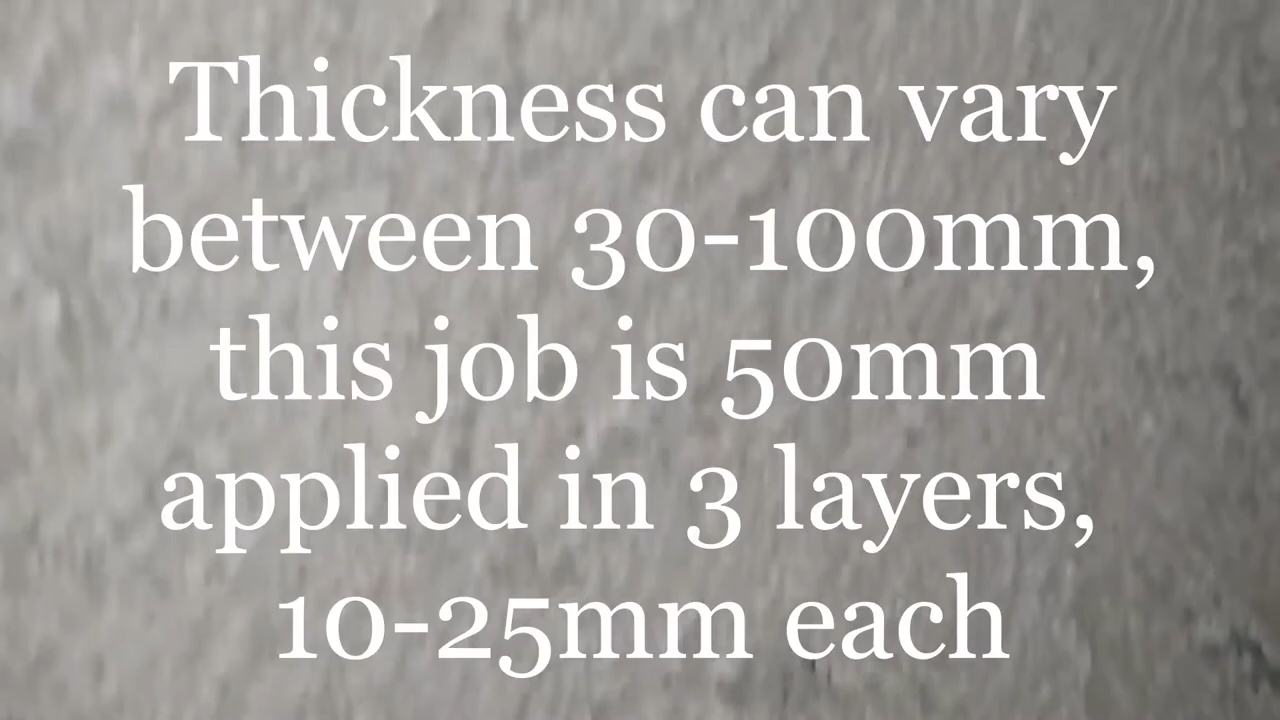 Thickness can vary
between 30-100mm,
this job is 50mm
applied in 3 layers,
10-25mm each